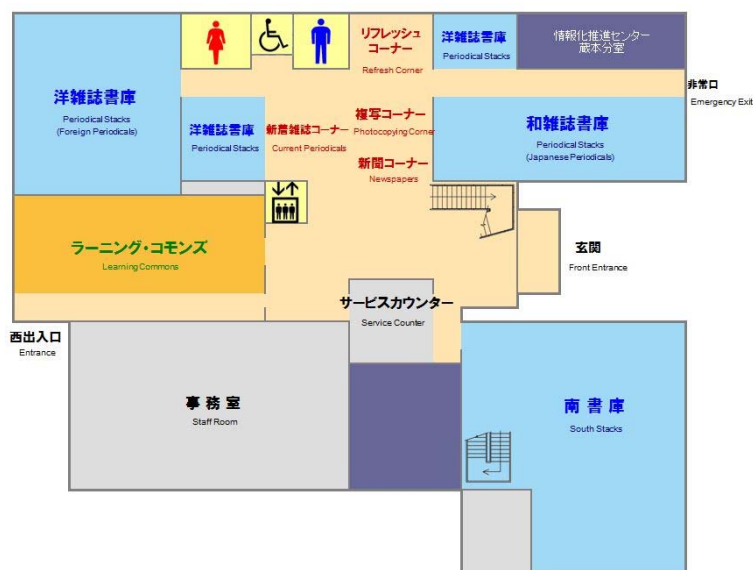 リフレッシュ
コーナー
Refresh Corner
洋雑誌書庫
Periodical Stacks
情報化推進センター
蔵本分室
非常口
Emergency Exit
洋雑誌書庫
Periodical Stacks
(Foreign Periodicals)
洋雑誌書庫
Periodical Stacks
新着雑誌コーナー
Current Periodicals
複写コーナー
Photocopying Corner
新聞コーナー
Newspapers
和雑誌書庫
Periodical Stacks
(Japanese Periodicals)
ラーニング・コモンズ
Learning Commons
玄関
Front Entrance
サービスカウンター
Service Counter
西出入口
Entrance
事務室
Staff Room
南書庫
South Stacks